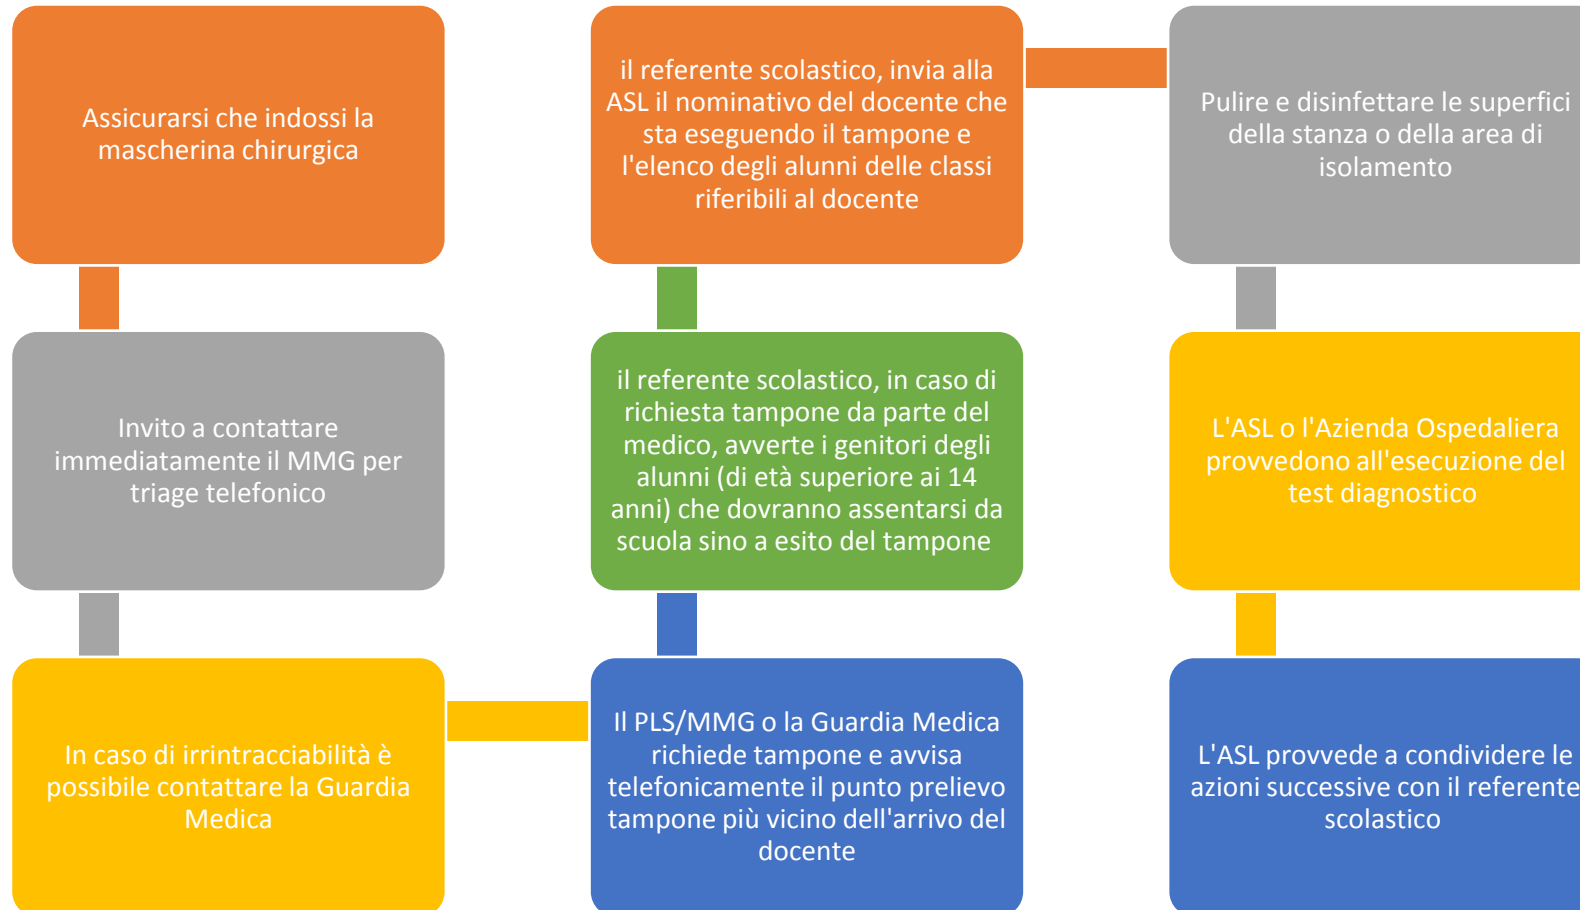 Assicurarsi che indossi la
mascherina chirurgica
Invito a contattare
immediatamente il MMG per
triage telefonico
In caso di irrintracciabilità è
possibile contattare la Guardia
Medica
Il PLS/MMG o la Guardia Medica
richiede tampone e avvisa
telefonicamente il punto prelievo
tampone più vicino dell'arrivo del
docente
il referente scolastico, in caso di
richiesta tampone da parte del
medico, avverte i genitori degli
alunni (di età superiore ai 14
anni) che dovranno assentarsi da
scuola sino a esito del tampone
il referente scolastico, invia alla
ASL il nominativo del docente che
sta eseguendo il tampone e
l'elenco degli alunni delle classi
riferibili al docente
Pulire e disinfettare le superfici
della stanza o della area di
isolamento
L'ASL o l'Azienda Ospedaliera
provvedono all'esecuzione del
test diagnostico
L'ASL provvede a condividere le
azioni successive con il referente
scolastico